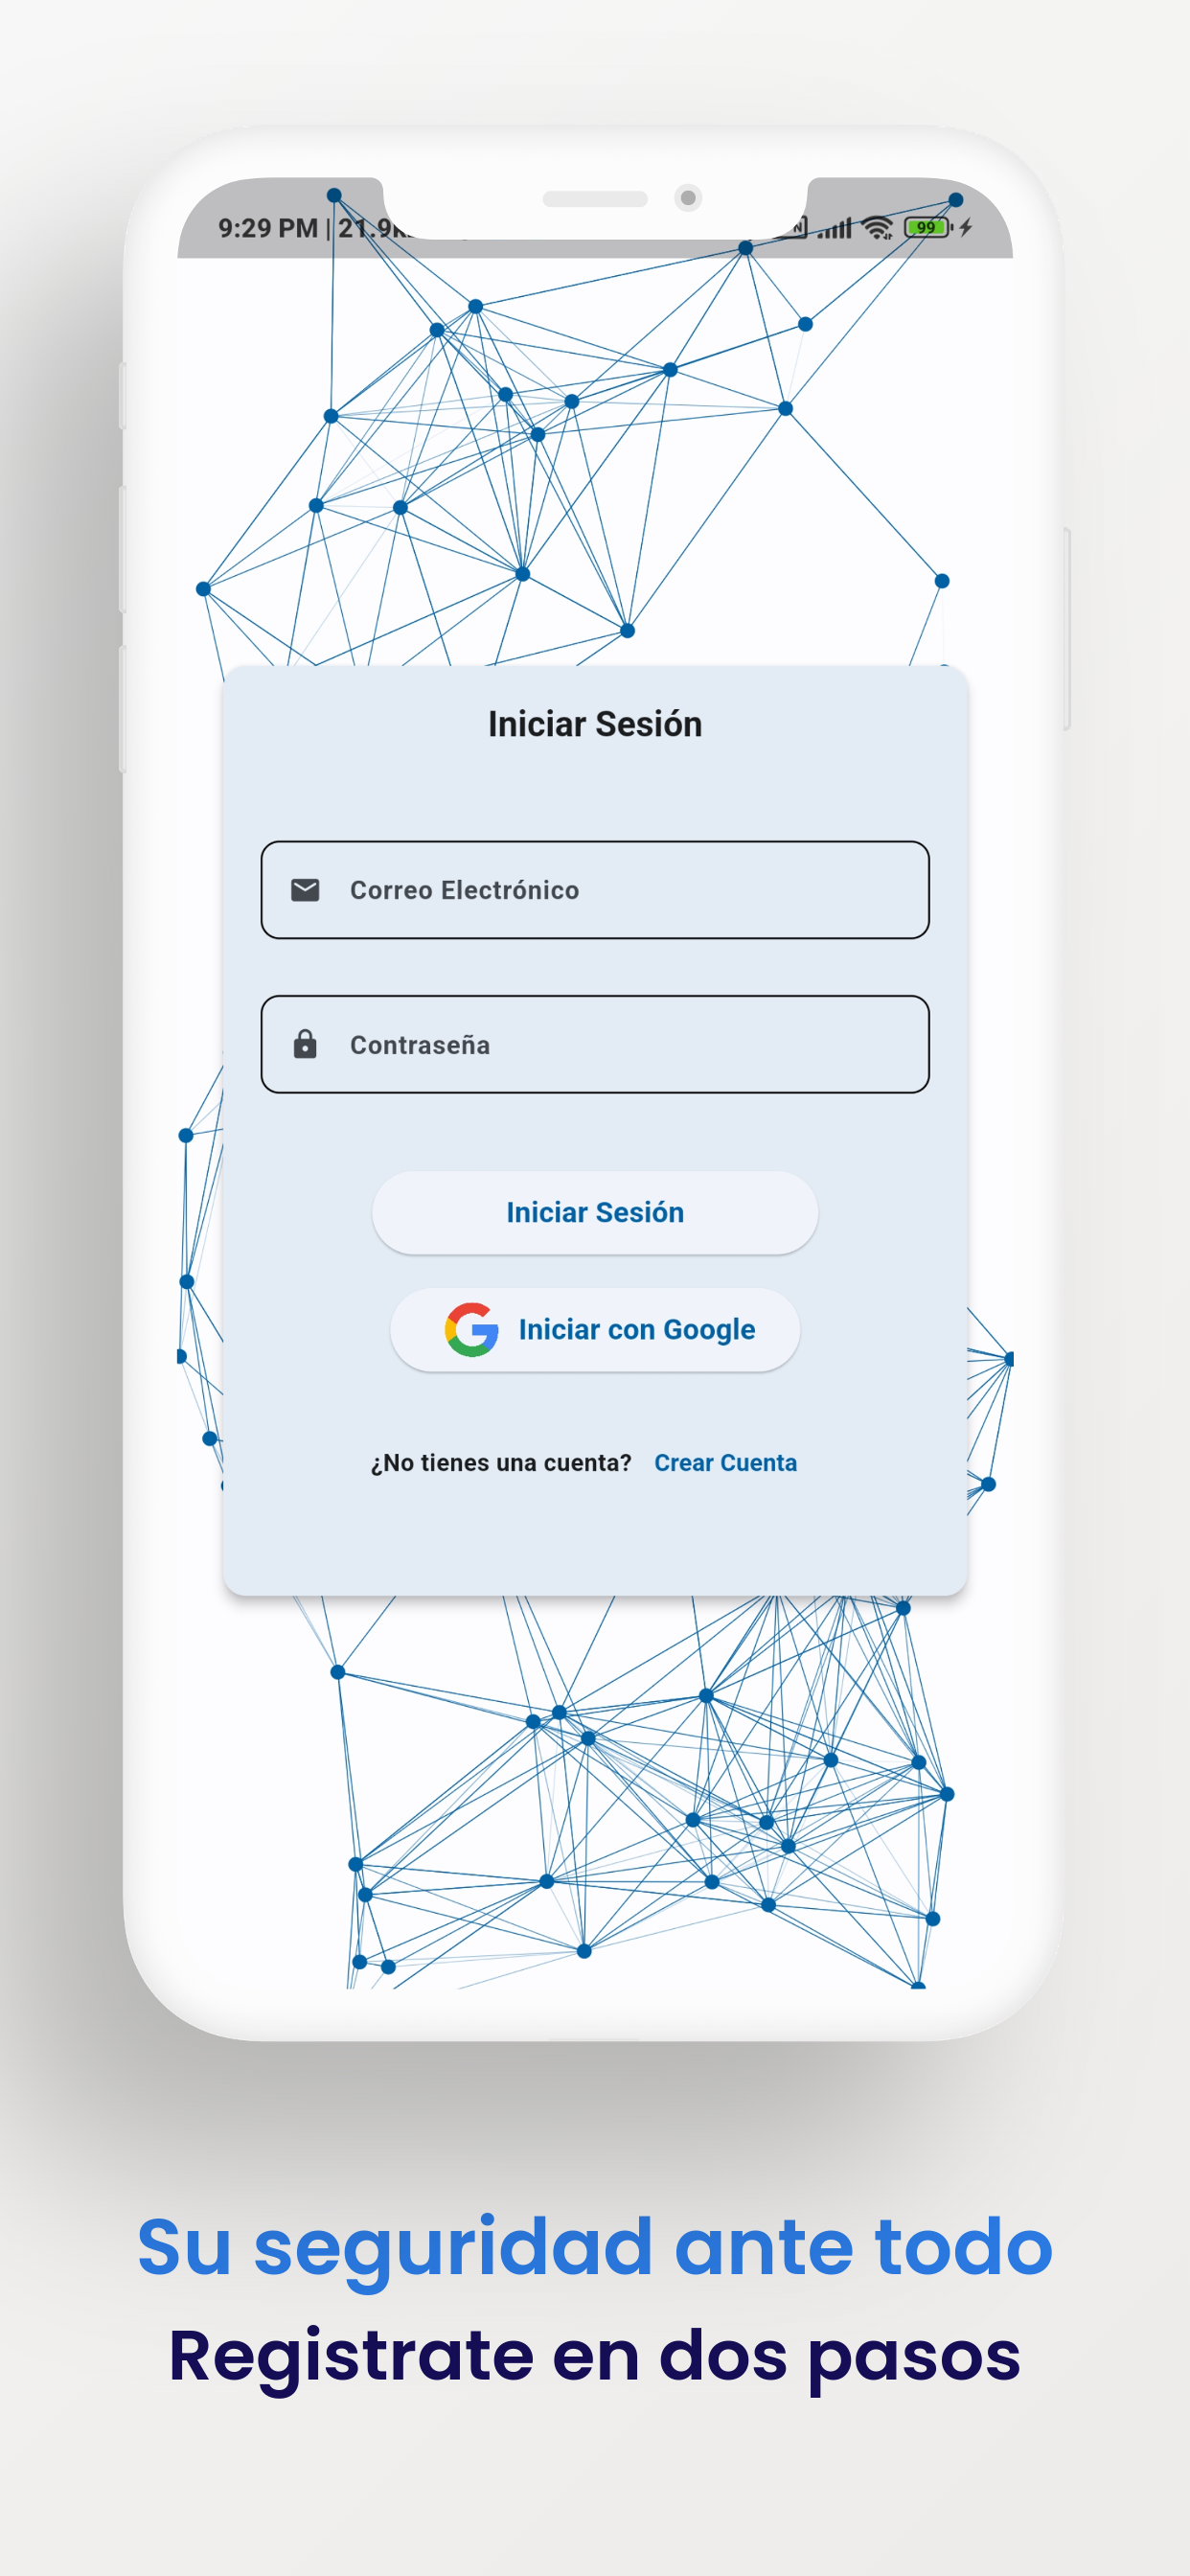 9:29 PM | 21.9
99
Iniciar Sesión
Correo Electrónico
Contraseña
Iniciar Sesión
Iniciar con Google
¿No tienes una cuenta? Crear Cuenta
Su seguridad ante todo
Registrate en dos pasos